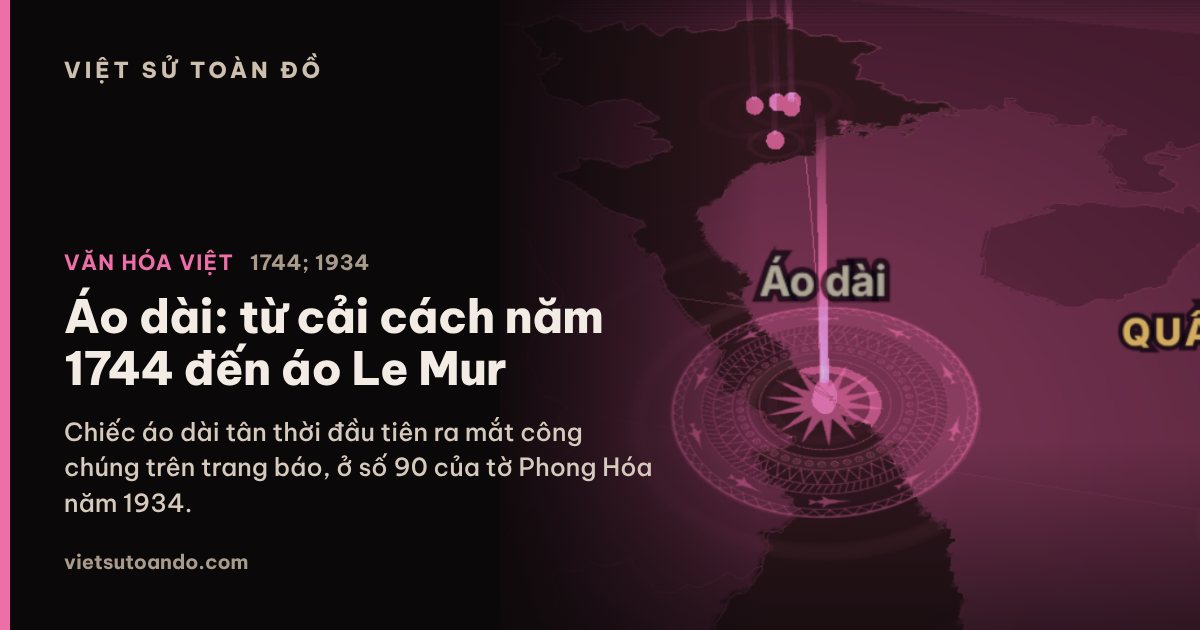 VIỆT SỬ TOÀN ĐỒ
VĂN HÓA VIỆT 1744; 1934
Áo dài: từ cải cách năm
1744 đến áo Le Mur
Chiếc áo dài tân thời đầu tiên ra mắt công
chúng trên trang báo, ở số 90 của tờ Phong Hóa
năm 1934.
vietsutoando.com
Áo dài
QUẦ